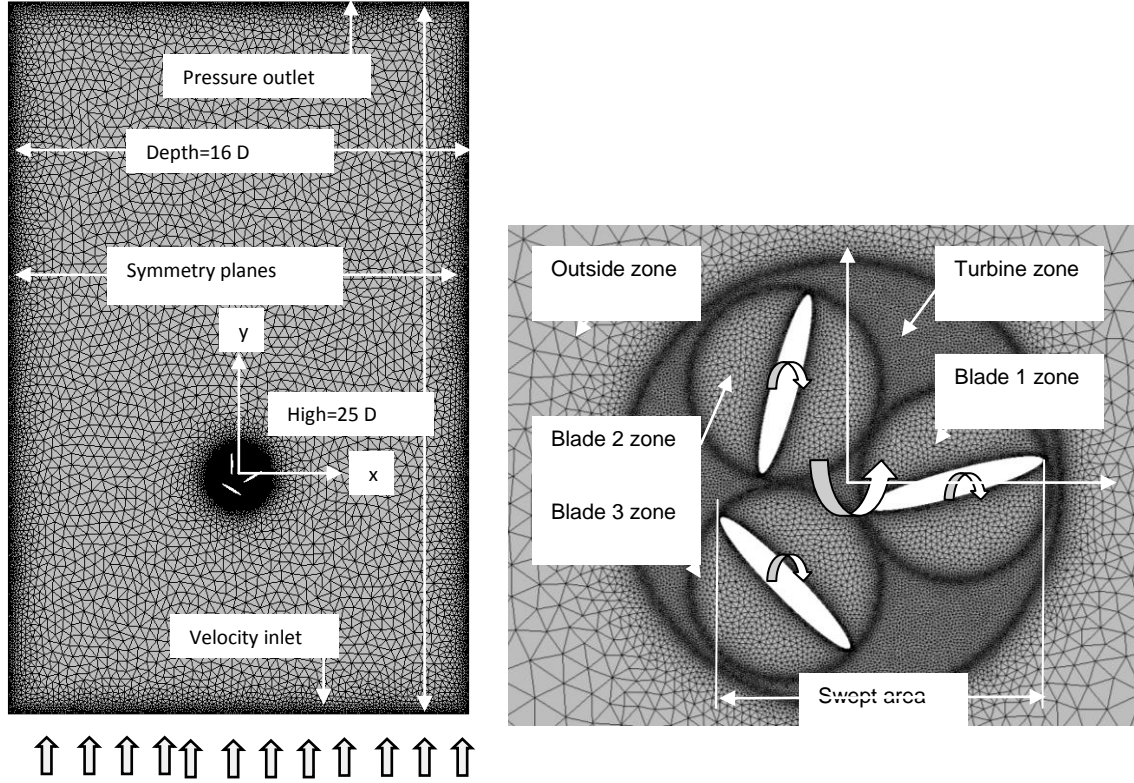 Pressure outlet
Depth=16 D
Symmetry planes
y
High=25 D
x
Velocity inlet
Outside zone
Turbine zone
Blade 1 zone
Blade 2 zone
Blade 3 zone
Swept area